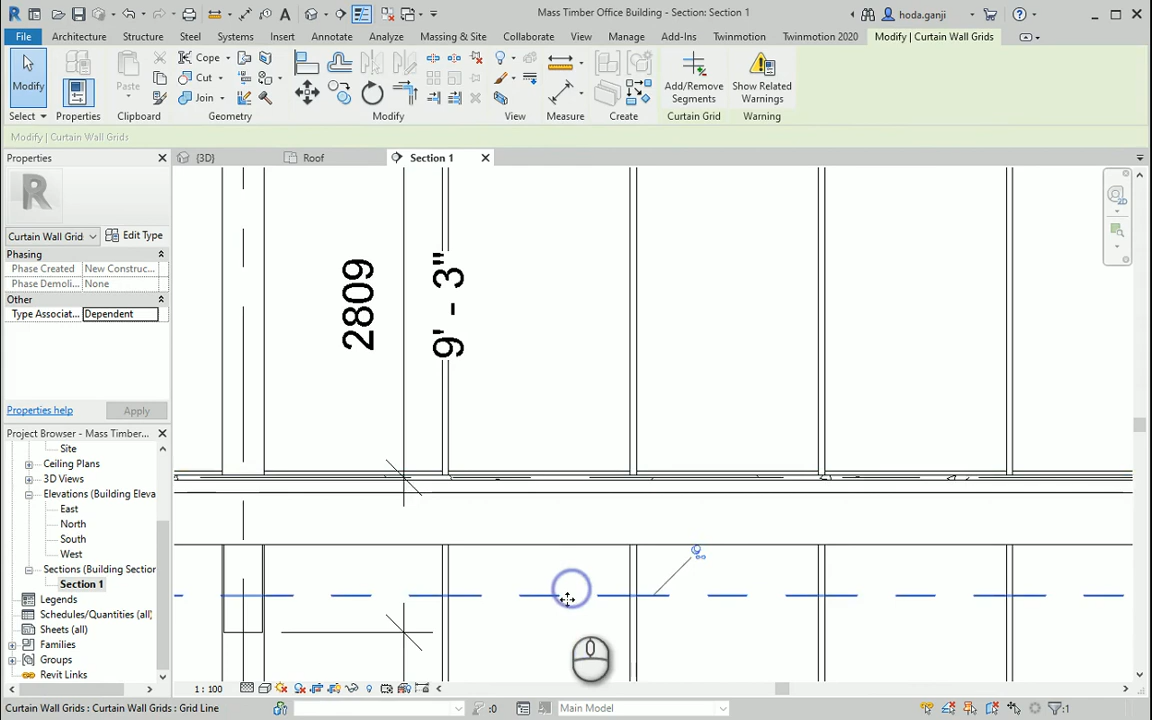 Mass Timber Office Building - Section: Section 1
hoda.ganji
File Architecture Structure Steel Systems Insert Annotate Analyze Massing & Site Collaborate View Manage Add-Ins Twinmotion Twinmotion 2020 Modify | Curtain Wall Grids
Modify
Paste
Cope
Cut
Join
Add/Remove Segments
Show Related Warnings
Select Properties Clipboard Geometry Modify View Measure Create Curtain Grid Warning
Modify | Curtain Wall Grids
Properties
{3D} Roof Section 1
Curtain Wall Grid Edit Type
Phasing
Phase Created New Construc...
Phase Demoli... None
Other
Type Associat... Dependent
Properties help Apply
Project Browser - Mass Timber...
Site
Ceiling Plans
3D Views
Elevations (Building Eleva
East
North
South
West
Sections (Building Section
Section 1
Legends
Schedules/Quantities (all)
Sheets (all)
Families
Groups
Revit Links
2809
9' - 3"
2D
1 : 100
Curtain Wall Grids : Curtain Wall Grids : Grid Line
:0
Main Model
:1